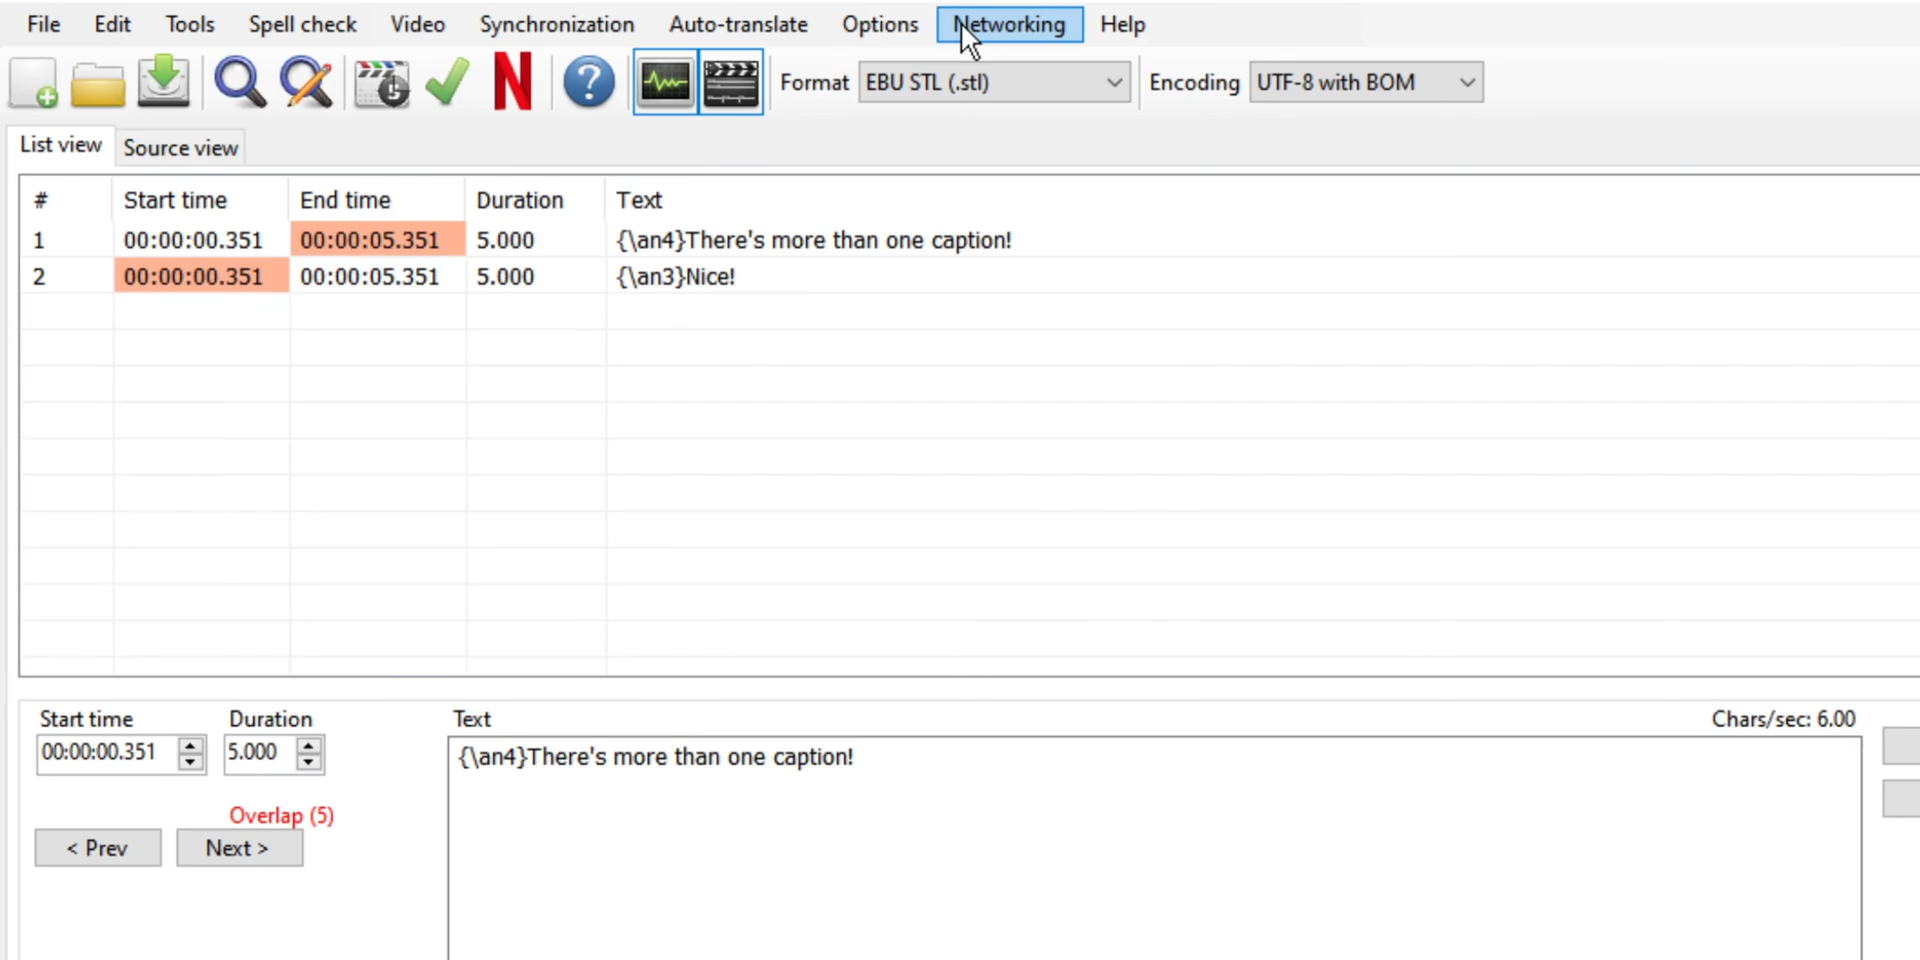 File Edit Tools Spell check Video Synchronization Auto-translate Options Networking Help
Format EBU STL (.stl) Encoding UTF-8 with BOM
List view Source view
# Start time End time Duration Text
1 00:00:00.351 00:00:05.351 5.000 {\an4}There's more than one caption!
2 00:00:00.351 00:00:05.351 5.000 {\an3}Nice!
Start time Duration Text Chars/sec: 6.00
00:00:00.351 5.000 {\an4}There's more than one caption!
Overlap (5)
< Prev Next >